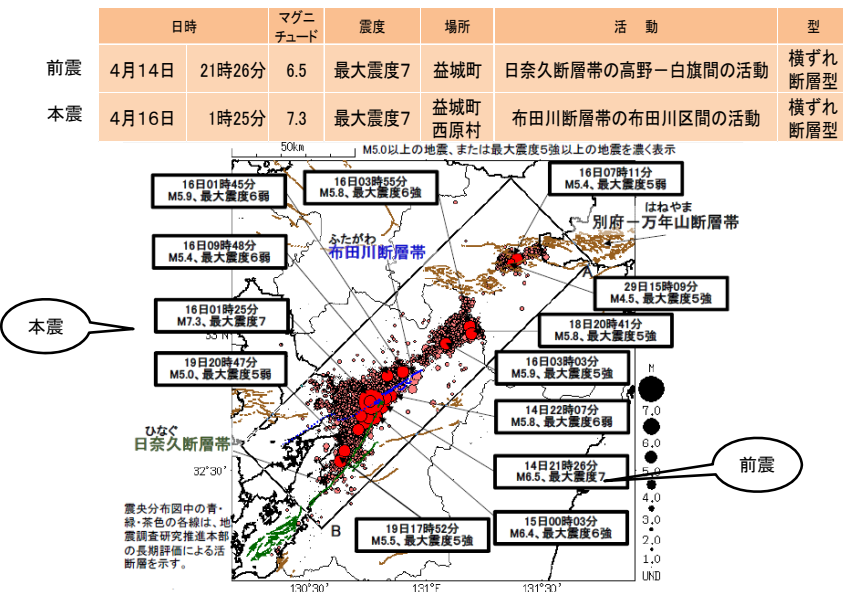 日時 マグニチュード 震度 場所 活 動 型
前震 4月14日 21時26分 6.5 最大震度7 益城町 日奈久断層帯の高野－白旗間の活動 横ずれ断層型
本震 4月16日 1時25分 7.3 最大震度7 益城町西原村 布田川断層帯の布田川区間の活動 横ずれ断層型
50km
M5.0以上の地震、または最大震度5強以上の地震を濃く表示
16日01時45分
M5.9、最大震度6弱
16日03時55分
M5.8、最大震度6強
16日07時11分
M5.4、最大震度5弱
はねやま
別府－万年山断層帯
ふたがわ
布田川断層帯
16日09時48分
M5.4、最大震度6弱
A
29日15時09分
M4.5、最大震度5強
本震
16日01時25分
M7.3、最大震度7
33°N
18日20時41分
M5.8、最大震度5強
19日20時47分
M5.0、最大震度5弱
16日03時03分
M5.9、最大震度5強
M
7.0
6.0
5.0
4.0
3.0
2.0
1.0
UND
14日22時07分
M5.8、最大震度6弱
ひなぐ
日奈久断層帯
32°30'
14日21時26分
M6.5、最大震度7
前震
震央分布図中の青・
緑・茶色の各線は、地
震調査研究推進本部
の長期評価による活
断層を示す。
B
19日17時52分
M5.5、最大震度5強
15日00時03分
M6.4、最大震度6強
130°30'
131°E
131°30'